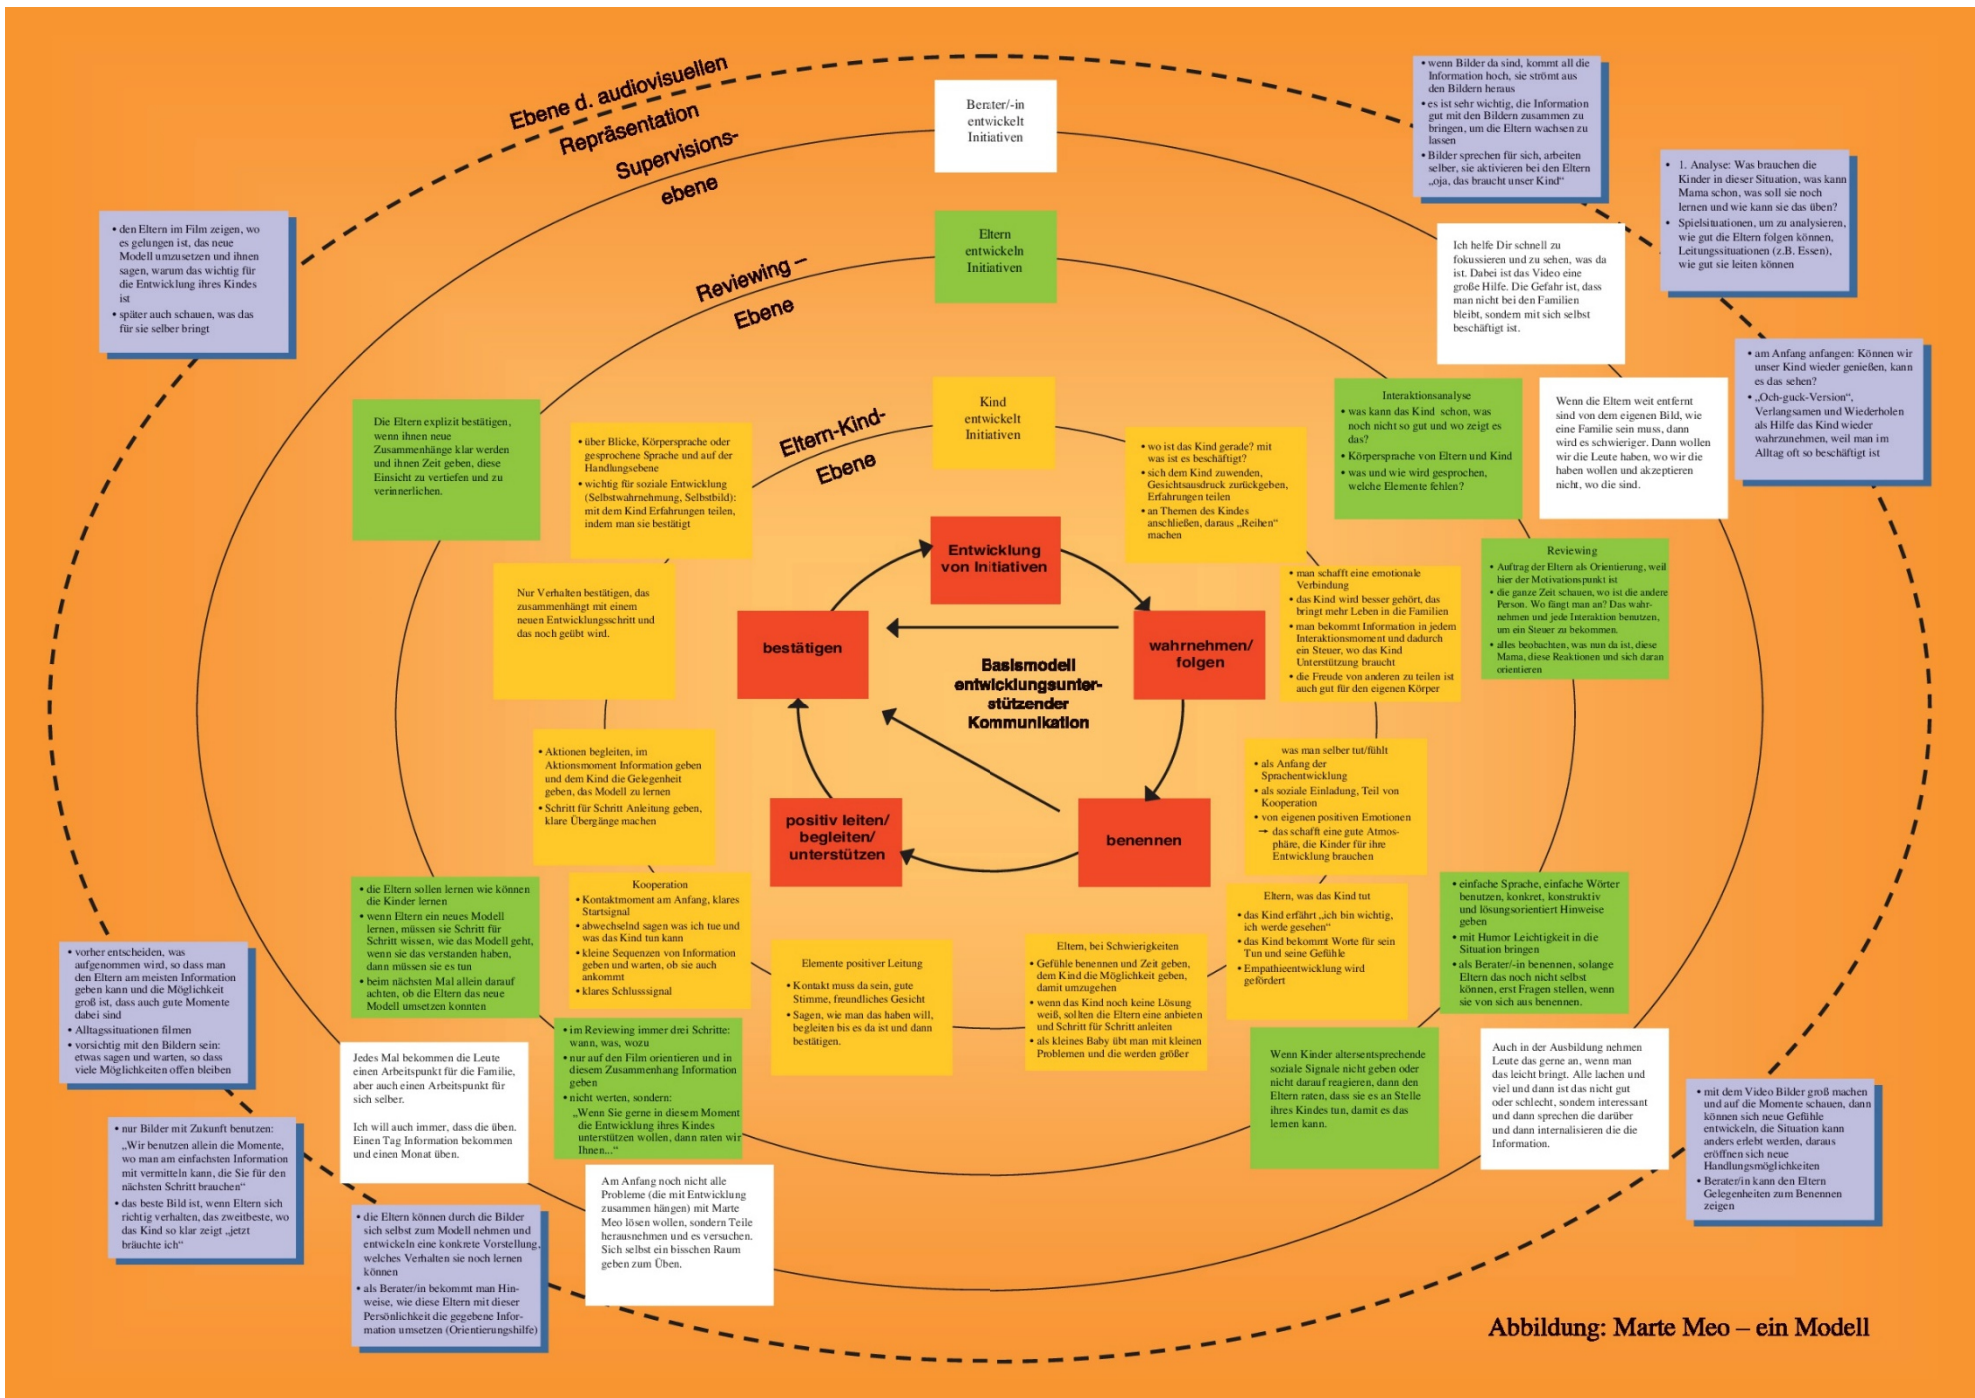 Ebene d. audiovisuellen
Repräsentation
Supervisions-
ebene
Reviewing –
Ebene
Eltern-Kind-
Ebene
Berater/-in
entwickelt
Initiativen
Eltern
entwickeln
Initiativen
Kind
entwickelt
Initiativen
• wenn Bilder da sind, kommt all die
Information hoch, sie strömt aus
den Bildern heraus
• es ist sehr wichtig, die Information
gut mit den Bildern zusammen zu
bringen, um die Eltern wachsen zu
lassen
• Bilder sprechen für sich, arbeiten
selber, sie aktivieren bei den Eltern
„oja, das braucht unser Kind“
• 1. Analyse: Was brauchen die
Kinder in dieser Situation, was kann
Mama schon, was soll sie noch
lernen und wie kann sie das üben?
• Spielsituationen, um zu analysieren,
wie gut die Eltern folgen können,
Leitungssituationen (z.B. Essen),
wie gut sie leiten können
• den Eltern im Film zeigen, wo
es gelungen ist, das neue
Modell umzusetzen und ihnen
sagen, warum das wichtig für
die Entwicklung ihres Kindes
ist
• später auch schauen, was das
für sie selber bringt
Ich helfe Dir schnell zu
fokussieren und zu sehen, was da
ist. Dabei ist das Video eine
große Hilfe. Die Gefahr ist, dass
man nicht bei den Familien
bleibt, sondern mit sich selbst
beschäftigt ist.
• am Anfang anfangen: Können wir
unser Kind wieder genießen, kann
es das sehen?
• „Och-guck-Version“,
Verlangsamen und Wiederholen
als Hilfe das Kind wieder
wahrzunehmen, weil man im
Alltag oft so beschäftigt ist
Wenn die Eltern weit entfernt
sind von dem eigenen Bild, wie
eine Familie sein muss, dann
wird es schwieriger. Dann wollen
wir die Leute haben, wo wir die
haben wollen und akzeptieren
nicht, wo die sind.
Interaktionsanalyse
• was kann das Kind schon, was
noch nicht so gut und wo zeigt es
das?
• Körpersprache von Eltern und Kind
• was und wie wird gesprochen,
welche Elemente fehlen?
Die Eltern explizit bestätigen,
wenn ihnen neue
Zusammenhänge klar werden
und ihnen Zeit geben, diese
Einsicht zu vertiefen und zu
verinnerlichen.
• über Blicke, Körpersprache oder
gesprochene Sprache und auf der
Handlungsebene
• wichtig für soziale Entwicklung
(Selbstwahrnehmung, Selbstbild):
mit dem Kind Erfahrungen teilen,
indem man sie bestätigt
• wo ist das Kind gerade? mit
was ist es beschäftigt?
• sich dem Kind zuwenden,
Gesichtsausdruck zurückgeben,
Erfahrungen teilen
• an Themen des Kindes
anschließen, daraus „Reihen“
machen
Reviewing
• Auftrag der Eltern als Orientierung, weil
hier der Motivationspunkt ist
• die ganze Zeit schauen, wo ist die andere
Person. Wo fängt man an? Das wahr-
nehmen und jede Interaktion benutzen,
um ein Steuer zu bekommen.
• alles beobachten, was nun da ist, diese
Mama, diese Reaktionen und sich daran
orientieren
• man schafft eine emotionale
Verbindung
• das Kind wird besser gehört, das
bringt mehr Leben in die Familien
• man bekommt Information in jedem
Interaktionsmoment und dadurch
ein Steuer, wo das Kind
Unterstützung braucht
• die Freude von anderen zu teilen ist
auch gut für den eigenen Körper
Nur Verhalten bestätigen, das
zusammenhängt mit einem
neuen Entwicklungsschritt und
das noch geübt wird.
Entwicklung
von Initiativen
bestätigen
wahrnehmen/
folgen
Basismodell
entwicklungsunter-
stützender
Kommunikation
positiv leiten/
begleiten/
unterstützen
benennen
• Aktionen begleiten, im
Aktionsmoment Information geben
und dem Kind die Gelegenheit
geben, das Modell zu lernen
• Schritt für Schritt Anleitung geben,
klare Übergänge machen
was man selber tut/fühlt
• als Anfang der
Sprachentwicklung
• als soziale Einladung, Teil von
Kooperation
• von eigenen positiven Emotionen
→ das schafft eine gute Atmos-
phäre, die Kinder für ihre
Entwicklung brauchen
• die Eltern sollen lernen wie können
die Kinder lernen
• wenn Eltern ein neues Modell
lernen, müssen sie Schritt für
Schritt wissen, wie das Modell geht,
wenn sie das verstanden haben,
dann müssen sie es tun
• beim nächsten Mal allein darauf
achten, ob die Eltern das neue
Modell umsetzen konnten
Kooperation
• Kontaktmoment am Anfang, klares
Startsignal
• abwechselnd sagen was ich tue und
was das Kind tun kann
• kleine Sequenzen von Information
geben und warten, ob sie auch
ankommt
• klares Schlusssignal
Elemente positiver Leitung
• Kontakt muss da sein, gute
Stimme, freundliches Gesicht
• Sagen, wie man das haben will,
begleiten bis es da ist und dann
bestätigen.
Eltern, bei Schwierigkeiten
• Gefühle benennen und Zeit geben,
dem Kind die Möglichkeit geben,
damit umzugehen
• wenn das Kind noch keine Lösung
weiß, sollten die Eltern eine anbieten
und Schritt für Schritt anleiten
• als kleines Baby übt man mit kleinen
Problemen und die werden größer
Eltern, was das Kind tut
• das Kind erfährt „ich bin wichtig,
ich werde gesehen“
• das Kind bekommt Worte für sein
Tun und seine Gefühle
• Empathieentwicklung wird
gefördert
• einfache Sprache, einfache Wörter
benutzen, konkret, konstruktiv
und lösungsorientiert Hinweise
geben
• mit Humor Leichtigkeit in die
Situation bringen
• als Berater/-in benennen, solange
Eltern das noch nicht selbst
können, erst Fragen stellen, wenn
sie von sich aus benennen.
• vorher entscheiden, was
aufgenommen wird, so dass man
den Eltern am meisten Information
geben kann und die Möglichkeit
groß ist, dass auch gute Momente
dabei sind
• Alltagssituationen filmen
• vorsichtig mit den Bildern sein:
etwas sagen und warten, so dass
viele Möglichkeiten offen bleiben
Jedes Mal bekommen die Leute
einen Arbeitspunkt für die Familie,
aber auch einen Arbeitspunkt für
sich selber.
Ich will auch immer, dass die üben.
Einen Tag Information bekommen
und einen Monat üben.
• im Reviewing immer drei Schritte:
wann, was, wozu
• nur auf den Film orientieren und in
diesem Zusammenhang Information
geben
• nicht werten, sondern:
„Wenn Sie gerne in diesem Moment
die Entwicklung ihres Kindes
unterstützen wollen, dann raten wir
Ihnen...“
Wenn Kinder altersentsprechende
soziale Signale nicht geben oder
nicht darauf reagieren, dann den
Eltern raten, dass sie es an Stelle
ihres Kindes tun, damit es das
lernen kann.
Auch in der Ausbildung nehmen
Leute das gerne an, wenn man
das leicht bringt. Alle lachen und
viel und dann ist das nicht gut
oder schlecht, sondern interessant
und dann sprechen die darüber
und dann internalisieren die die
Information.
• mit dem Video Bilder groß machen
und auf die Momente schauen, dann
können sich neue Gefühle
entwickeln, die Situation kann
anders erlebt werden, daraus
eröffnen sich neue
Handlungsmöglichkeiten
• Berater/in kann den Eltern
Gelegenheiten zum Benennen
zeigen
• nur Bilder mit Zukunft benutzen:
„Wir benutzen allein die Momente,
wo man am einfachsten Information
mit vermitteln kann, die Sie für den
nächsten Schritt brauchen“
• das beste Bild ist, wenn Eltern sich
richtig verhalten, das zweitbeste, wo
das Kind so klar zeigt „jetzt
bräuchte ich“
• die Eltern können durch die Bilder
sich selbst zum Modell nehmen und
entwickeln eine konkrete Vorstellung,
welches Verhalten sie noch lernen
können
• als Berater/in bekommt man Hin-
weise, wie diese Eltern mit dieser
Persönlichkeit die gegebene Infor-
mation umsetzen (Orientierungshilfe)
Am Anfang noch nicht alle
Probleme (die mit Entwicklung
zusammen hängen) mit Marte
Meo lösen wollen, sondern Teile
herausnehmen und es versuchen.
Sich selbst ein bisschen Raum
geben zum Üben.
Abbildung: Marte Meo – ein Modell